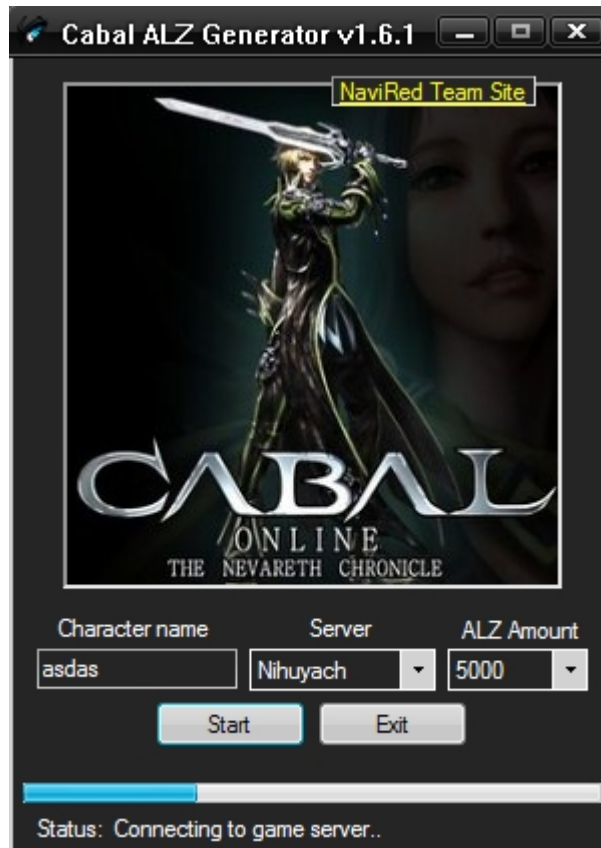 Cabal ALZ Generator v1.6.1
NaviRed Team Site
CABAL
ONLINE
THE NEVARETH CHRONICLE
Character name Server ALZ Amount
asdas Nihuyach 5000
Start Exit
Status: Connecting to game server..